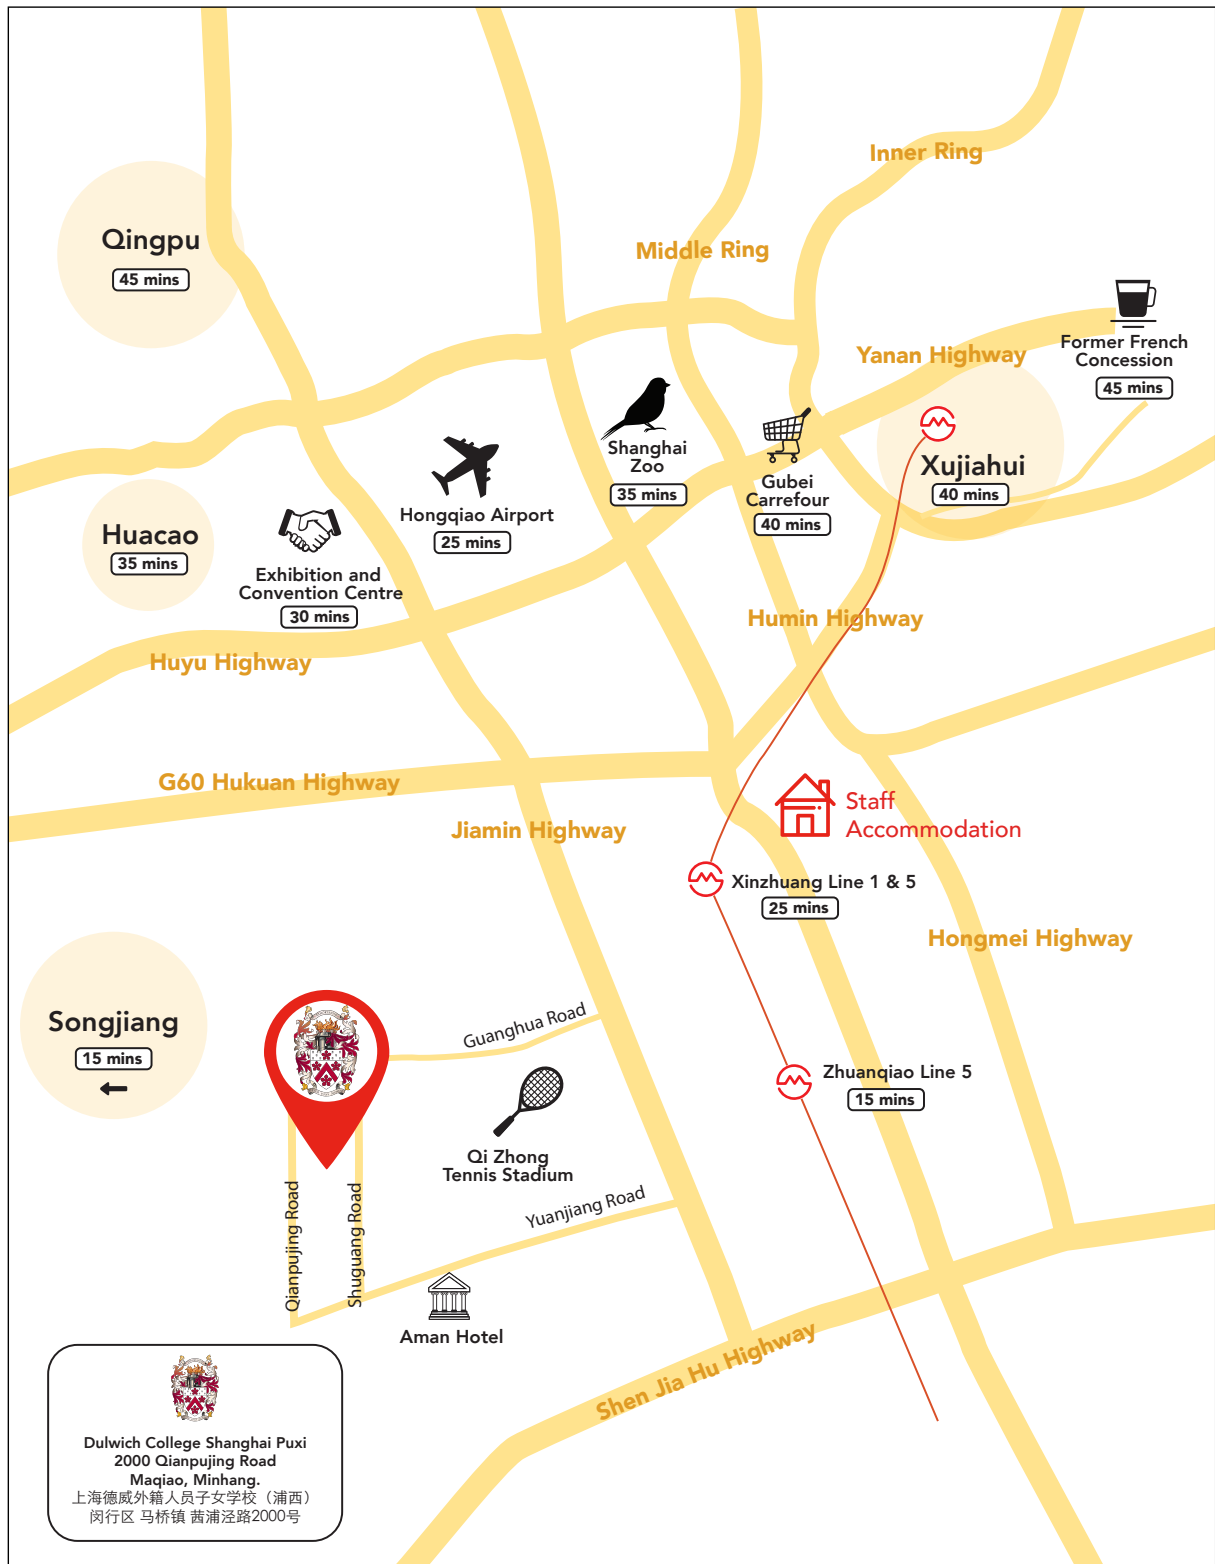 Inner Ring
Qingpu
45 mins
Middle Ring
Former French
Concession
45 mins
Yanan Highway
Shanghai
Zoo
35 mins
Xujiahui
40 mins
Gubei
Carrefour
40 mins
Hongqiao Airport
25 mins
Huacao
35 mins
Exhibition and
Convention Centre
30 mins
Humin Highway
Huyu Highway
G60 Hukuan Highway
Staff
Accommodation
Jiamin Highway
Xinzhuang Line 1 & 5
25 mins
Hongmei Highway
Songjiang
15 mins
Guanghua Road
Zhuanqiao Line 5
15 mins
Qi Zhong
Tennis Stadium
Yuanjiang Road
Qianpujing Road
Shuguang Road
Aman Hotel
Shen Jia Hu Highway
Dulwich College Shanghai Puxi
2000 Qianpujing Road
Maqiao, Minhang.
上海德威外籍人员子女学校（浦西）
闵行区 马桥镇 茜浦泾路2000号